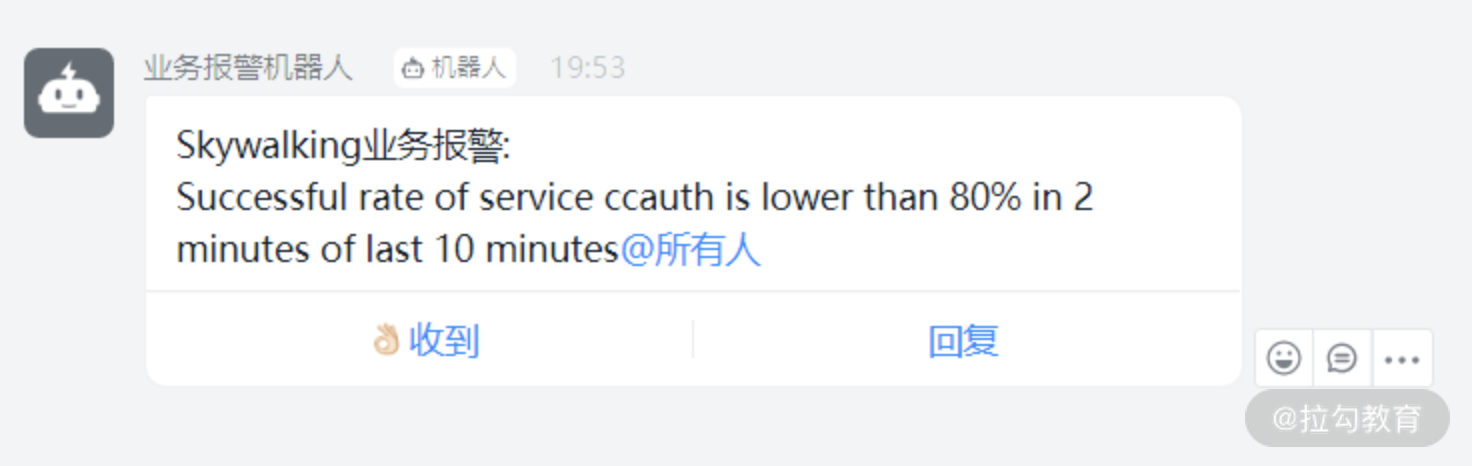 业务报警机器人 机器人 19:53
Skywalking业务报警:
Successful rate of service ccauth is lower than 80% in 2
minutes of last 10 minutes@所有人
👌🏻收到 回复
@拉勾教育